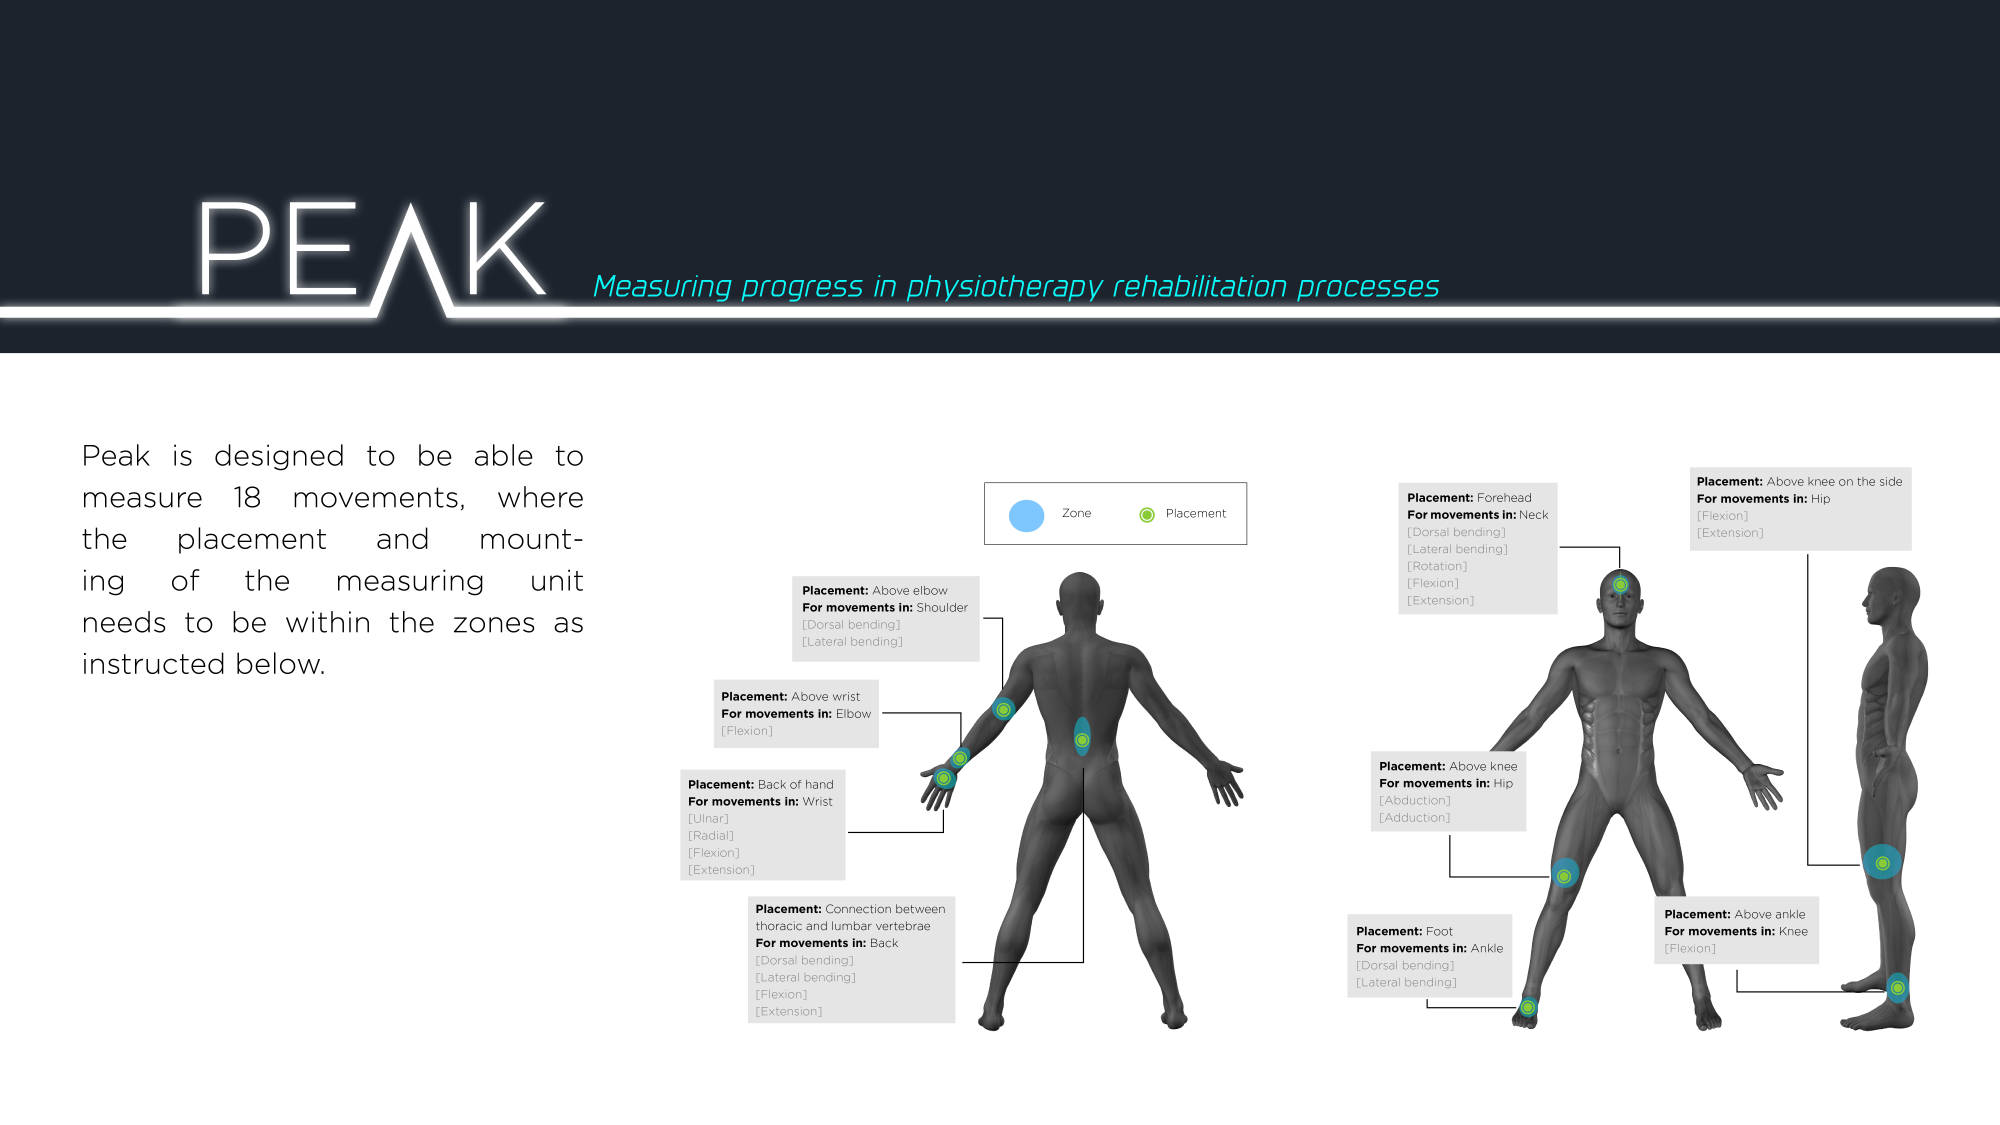 PEAK
Measuring progress in physiotherapy rehabilitation processes
Peak is designed to be able to
measure 18 movements, where
the placement and mount-
ing of the measuring unit
needs to be within the zones as
instructed below.
Zone
Placement
Placement: Above elbow
For movements in: Shoulder
[Dorsal bending]
[Lateral bending]
Placement: Above wrist
For movements in: Elbow
[Flexion]
Placement: Back of hand
For movements in: Wrist
[Ulnar]
[Radial]
[Flexion]
[Extension]
Placement: Connection between
thoracic and lumbar vertebrae
For movements in: Back
[Dorsal bending]
[Lateral bending]
[Flexion]
[Extension]
Placement: Forehead
For movements in: Neck
[Dorsal bending]
[Lateral bending]
[Rotation]
[Flexion]
[Extension]
Placement: Above knee on the side
For movements in: Hip
[Flexion]
[Extension]
Placement: Above knee
For movements in: Hip
[Abduction]
[Adduction]
Placement: Foot
For movements in: Ankle
[Dorsal bending]
[Lateral bending]
Placement: Above ankle
For movements in: Knee
[Flexion]